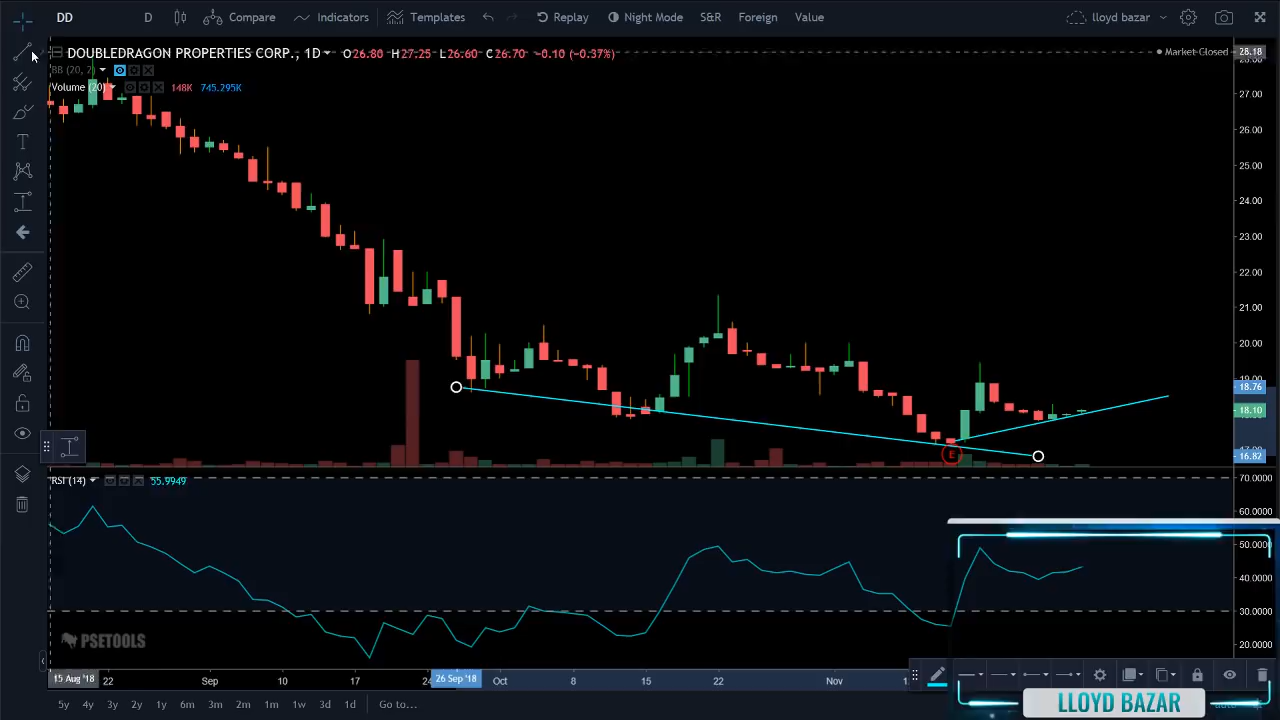 DD D Compare Indicators Templates Replay Night Mode S&R Foreign Value lloyd bazar
DOUBLEDRAGON PROPERTIES CORP., 1D O26.80 H27.25 L26.60 C26.70 −0.10 (−0.37%) Market Closed 28.18
BB (20, 2)
Volume (20) 148K 745.295K
28.00
27.00
26.00
25.00
24.00
23.00
22.00
21.00
20.00
19.00
18.76
18.10
E
16.82
RSI (14) 55.9949
70.0000
60.0000
50.0000
40.0000
30.0000
20.0000
PSETOOLS
15 Aug '18 22 Sep 10 17 24 26 Sep '18 Oct 8 15 22 Nov
5y 4y 3y 2y 1y 6m 3m 2m 1m 1w 3d 1d Go to...
LLOYD BAZAR